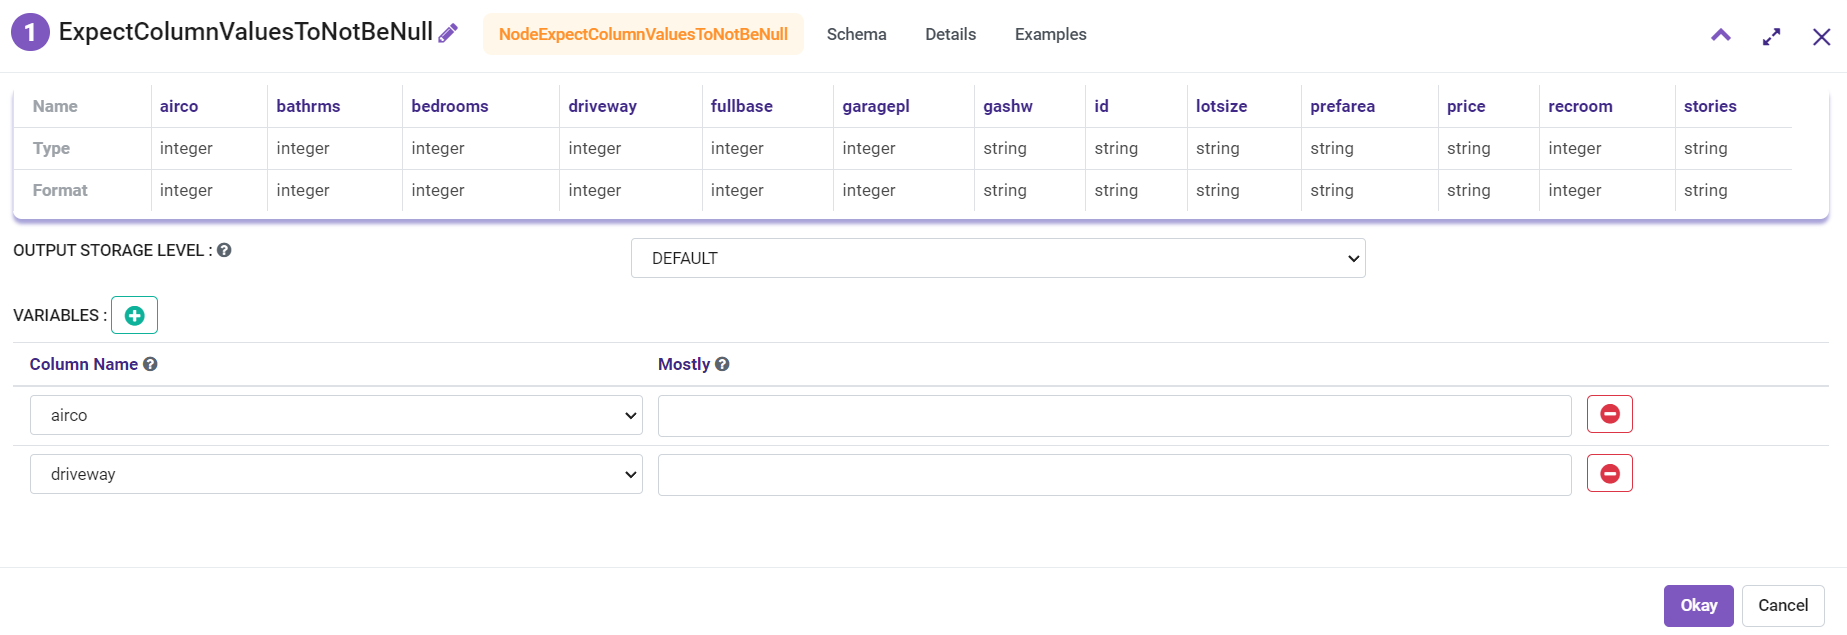 1 ExpectColumnValuesToNotBeNull NodeExpectColumnValuesToNotBeNull Schema Details Examples
Name airco bathrms bedrooms driveway fullbase garagepl gashw id lotsize prefarea price recroom stories
Type integer integer integer integer integer integer string string string string string integer string
Format integer integer integer integer integer integer string string string string string integer string
OUTPUT STORAGE LEVEL : DEFAULT
VARIABLES :
Column Name Mostly
airco
driveway
Okay Cancel